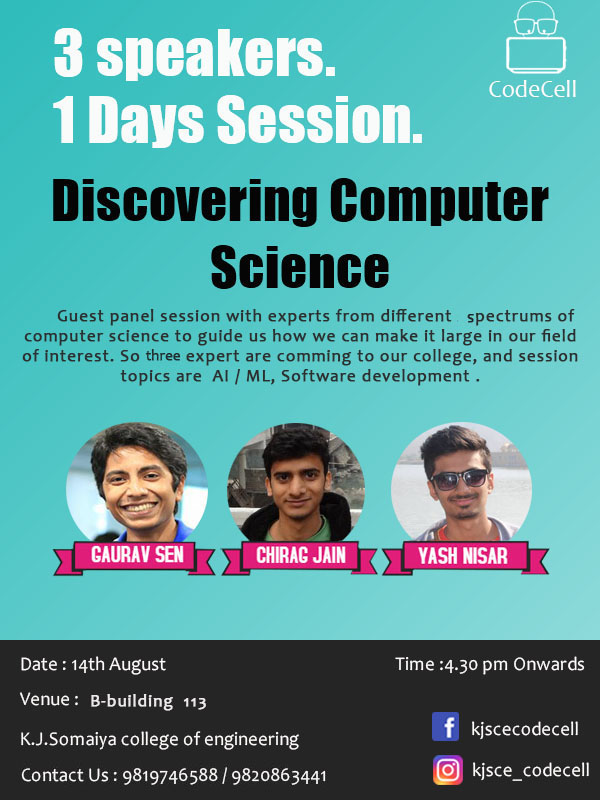 3 speakers.
CodeCell
1 Days Session.
Discovering Computer
Science
Guest panel session with experts from different spectrums of
computer science to guide us how we can make it large in our field
of interest. So three expert are comming to our college, and session
topics are AI / ML, Software development .
GAURAV SEN
CHIRAG JAIN
YASH NISAR
Date : 14th August
Time :4.30 pm Onwards
Venue : B-building 113
K.J.Somaiya college of engineering
Contact Us : 9819746588 / 9820863441
kjscecodecell
kjsce_codecell